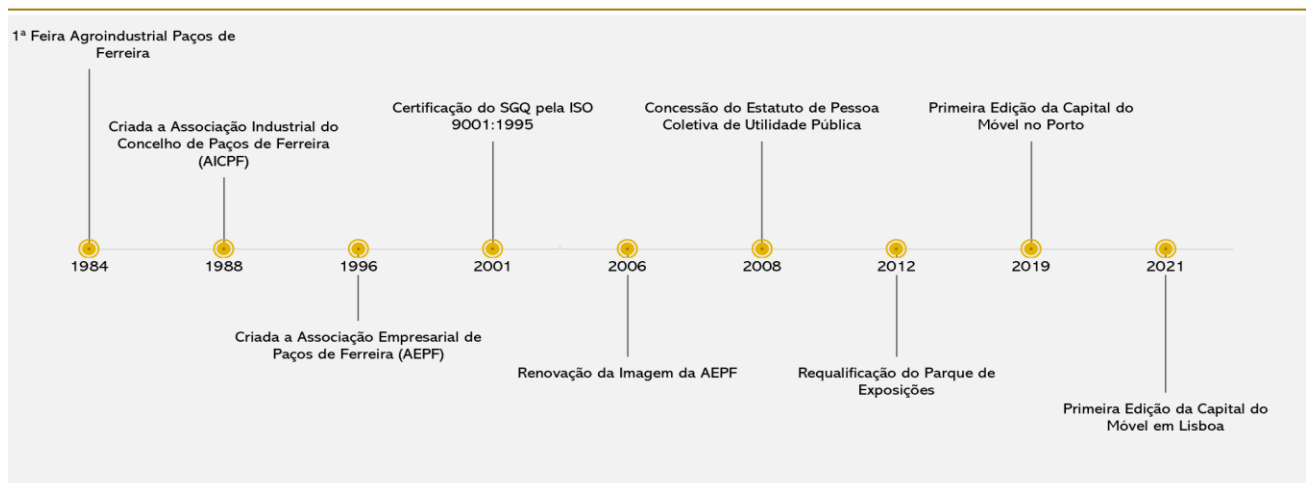 1ª Feira Agroindustrial Paços de
Ferreira
Criada a Associação Industrial do
Concelho de Paços de Ferreira
(AICPF)
Certificação do SGQ pela ISO
9001:1995
Concessão do Estatuto de Pessoa
Coletiva de Utilidade Pública
Primeira Edição da Capital do
Móvel no Porto
1984
1988
1996
2001
2006
2008
2012
2019
2021
Criada a Associação Empresarial de
Paços de Ferreira (AEPF)
Renovação da Imagem da AEPF
Requalificação do Parque de
Exposições
Primeira Edição da Capital do
Móvel em Lisboa